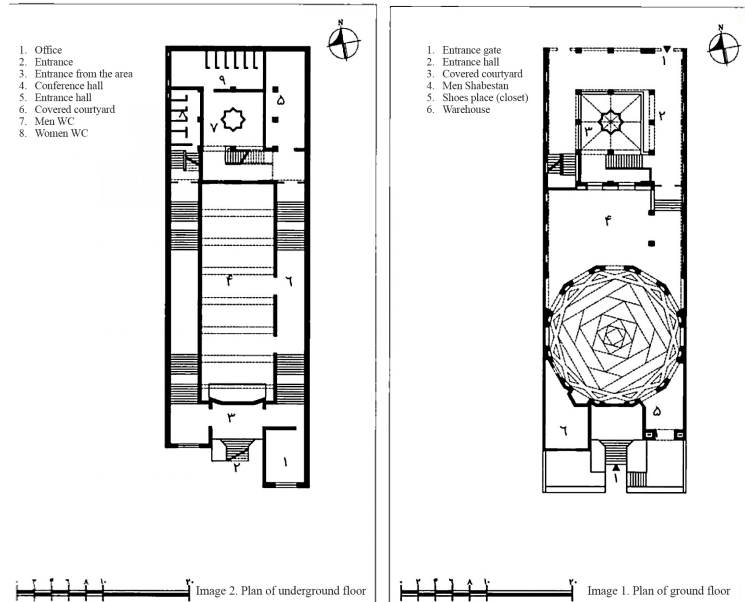 N
1. Office
2. Entrance
3. Entrance from the area
4. Conference hall
5. Entrance hall
6. Covered courtyard
7. Men WC
8. Women WC
۹
۵
۸
۷
۴
۶
۳
۲
۱
۰ ۲ ۴ ۶ ۸ ۱۰ ۲۰
Image 2. Plan of underground floor
N
1. Entrance gate
2. Entrance hall
3. Covered courtyard
4. Men Shabestan
5. Shoes place (closet)
6. Warehouse
۱
۲
۳
۴
۵
۶
۱
۰ ۲ ۴ ۶ ۸ ۱۰ ۲۰
Image 1. Plan of ground floor